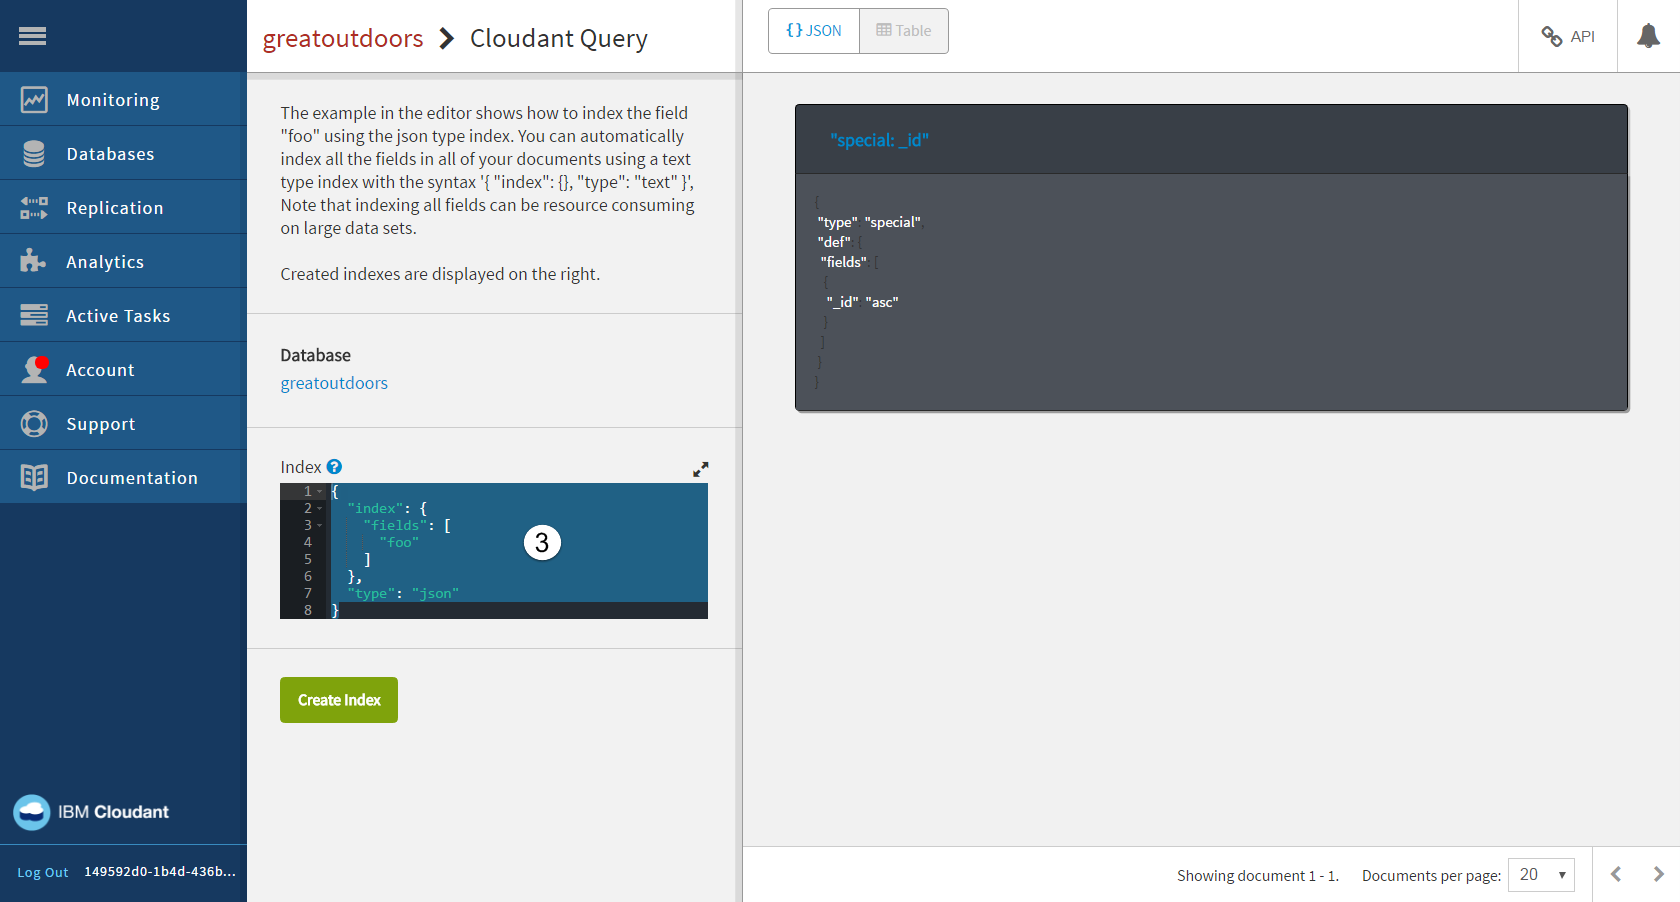 Monitoring
Databases
Replication
Analytics
Active Tasks
Account
Support
Documentation
IBM Cloudant
Log Out 149592d0-1b4d-436b...
greatoutdoors Cloudant Query
The example in the editor shows how to index the field
"foo" using the json type index. You can automatically
index all the fields in all of your documents using a text
type index with the syntax '{ "index": {}, "type": "text" }',
Note that indexing all fields can be resource consuming
on large data sets.
Created indexes are displayed on the right.
Database
greatoutdoors
Index ?
1 {
2 "index": {
3 "fields": [
4 "foo"
5 ]
6 },
7 "type": "json"
8 }
3
Create Index
{} JSON Table
API
"special: _id"
{
"type": "special",
"def": {
"fields": [
{
"_id": "asc"
}
]
}
}
Showing document 1 - 1. Documents per page: 20